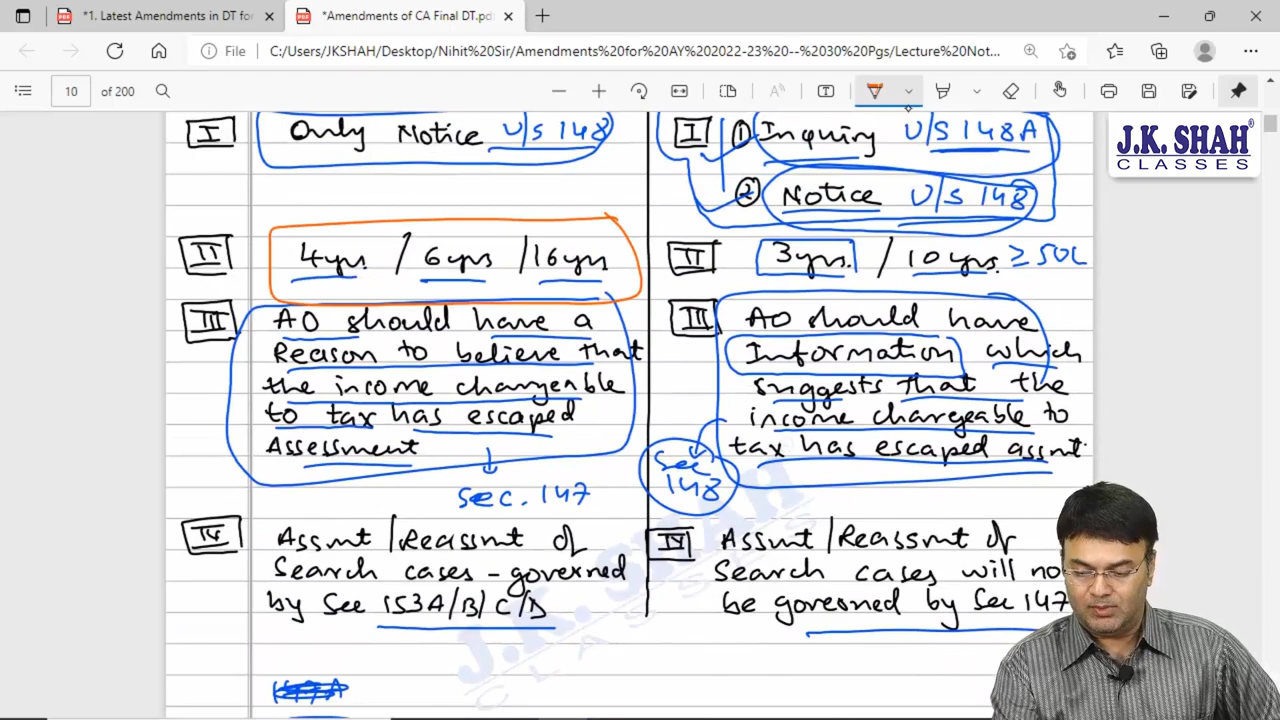 *1. Latest Amendments in DT for
*Amendments of CA Final DT.pdf
File
C:/Users/JKSHAH/Desktop/Nihit%20Sir/Amendments%20for%20AY%202022-23%20--%2030%20Pgs/Lecture%20Not...
10 of 200
J.K. SHAH
CLASSES
I Only Notice U/S 148
II 4yrs. / 6yrs / 16yrs
III AO should have a
Reason to believe that
the income chargeable
to tax has escaped
Assessment
Sec. 147
IV Assmt / Reassmt of
Search cases - governed
by Sec 153A/B/C/D
I ① Inquiry U/S 148A
② Notice U/S 148
II 3yrs. / 10yrs. ≥50L
III AO should have
Information which
suggests that the
income chargeable to
tax has escaped assmt.
Sec 148
IV Assmt / Reassmt of
Search cases will no
be governed by Sec 147
J.K. SHAH
CLASSES